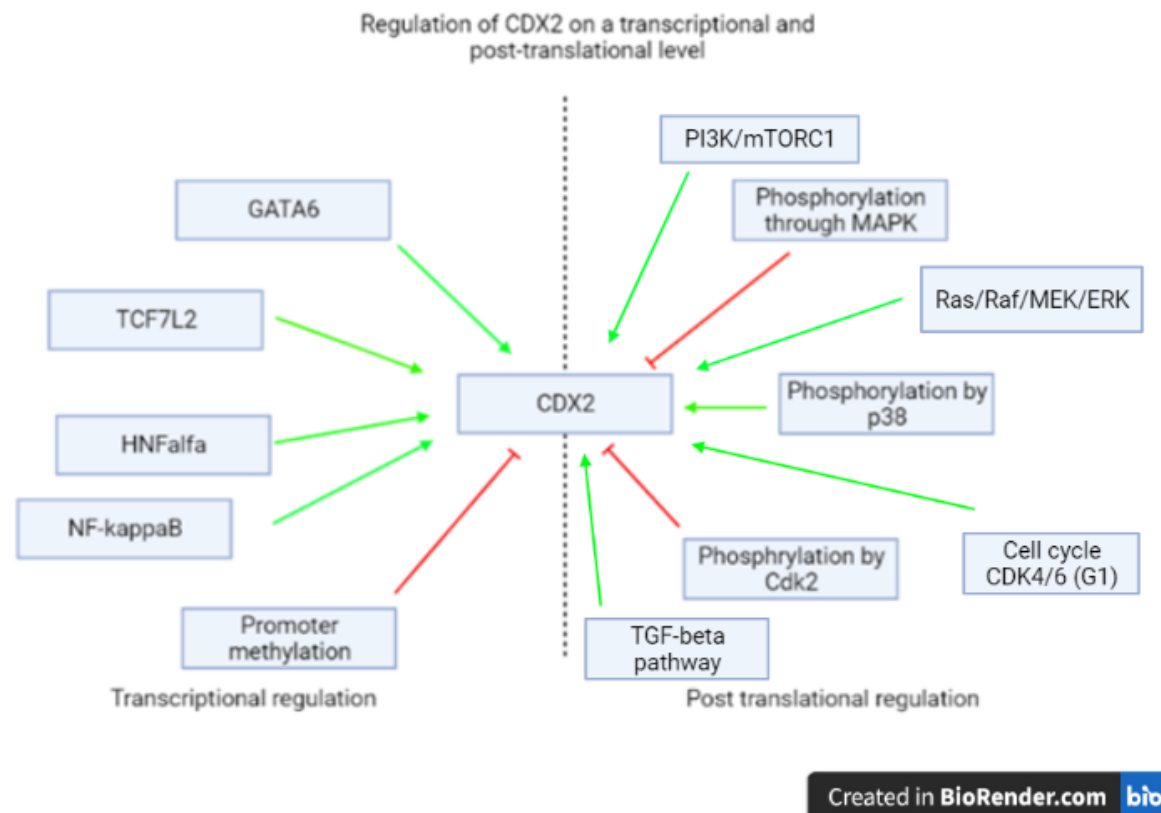 Regulation of CDX2 on a transcriptional and
post-translational level
PI3K/mTORC1
GATA6
Phosphorylation
through MAPK
Ras/Raf/MEK/ERK
TCF7L2
CDX2
Phosphorylation by
p38
HNFalfa
NF-kappaB
Phosphrylation by
Cdk2
Cell cycle
CDK4/6 (G1)
Promoter
methylation
TGF-beta
pathway
Transcriptional regulation
Post translational regulation
Created in BioRender.com
bio